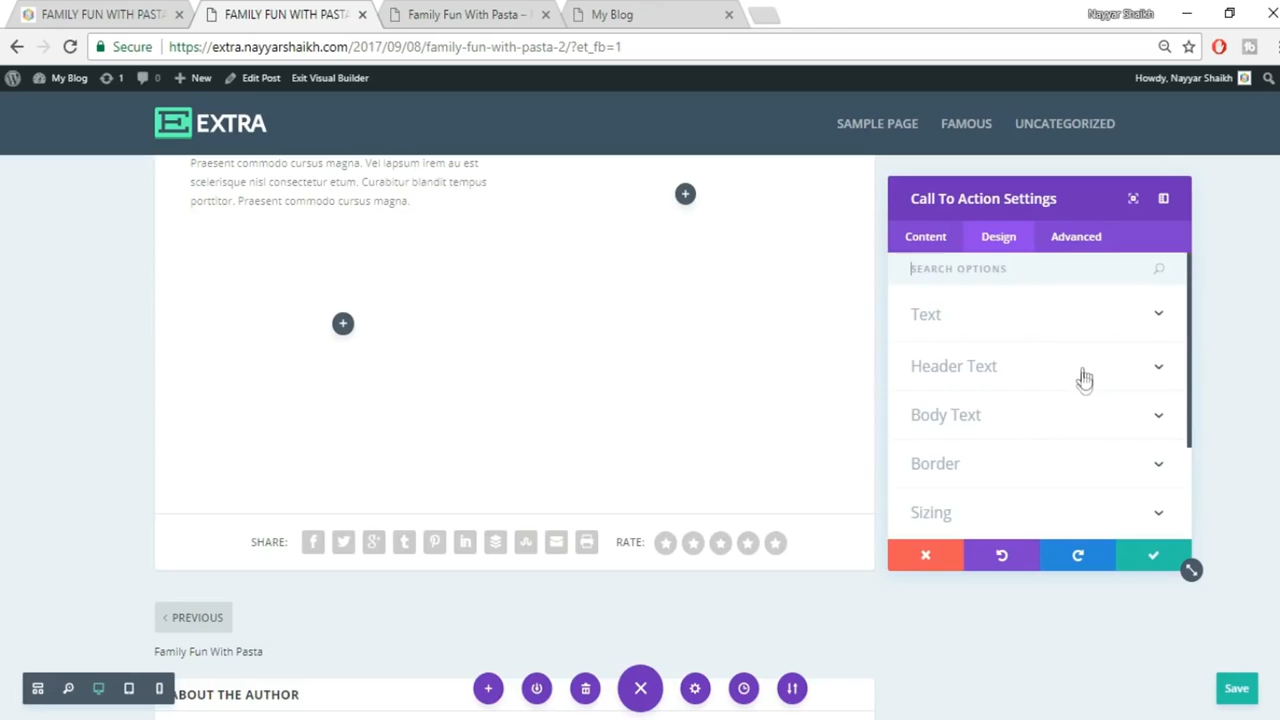 FAMILY FUN WITH PASTA
FAMILY FUN WITH PASTA
Family Fun With Pasta –
My Blog
Nayyar Shaikh
Secure
https://extra.nayyarshaikh.com/2017/09/08/family-fun-with-pasta-2/?et_fb=1
My Blog
1
0
New
Edit Post
Exit Visual Builder
Howdy, Nayyar Shaikh
EXTRA
SAMPLE PAGE
FAMOUS
UNCATEGORIZED
Praesent commodo cursus magna. Vel lapsum irem au est
scelerisque nisl consectetur etum. Curabitur blandit tempus
porttitor. Praesent commodo cursus magna.
Call To Action Settings
Content
Design
Advanced
SEARCH OPTIONS
Text
Header Text
Body Text
Border
Sizing
SHARE:
RATE:
PREVIOUS
Family Fun With Pasta
ABOUT THE AUTHOR
Save